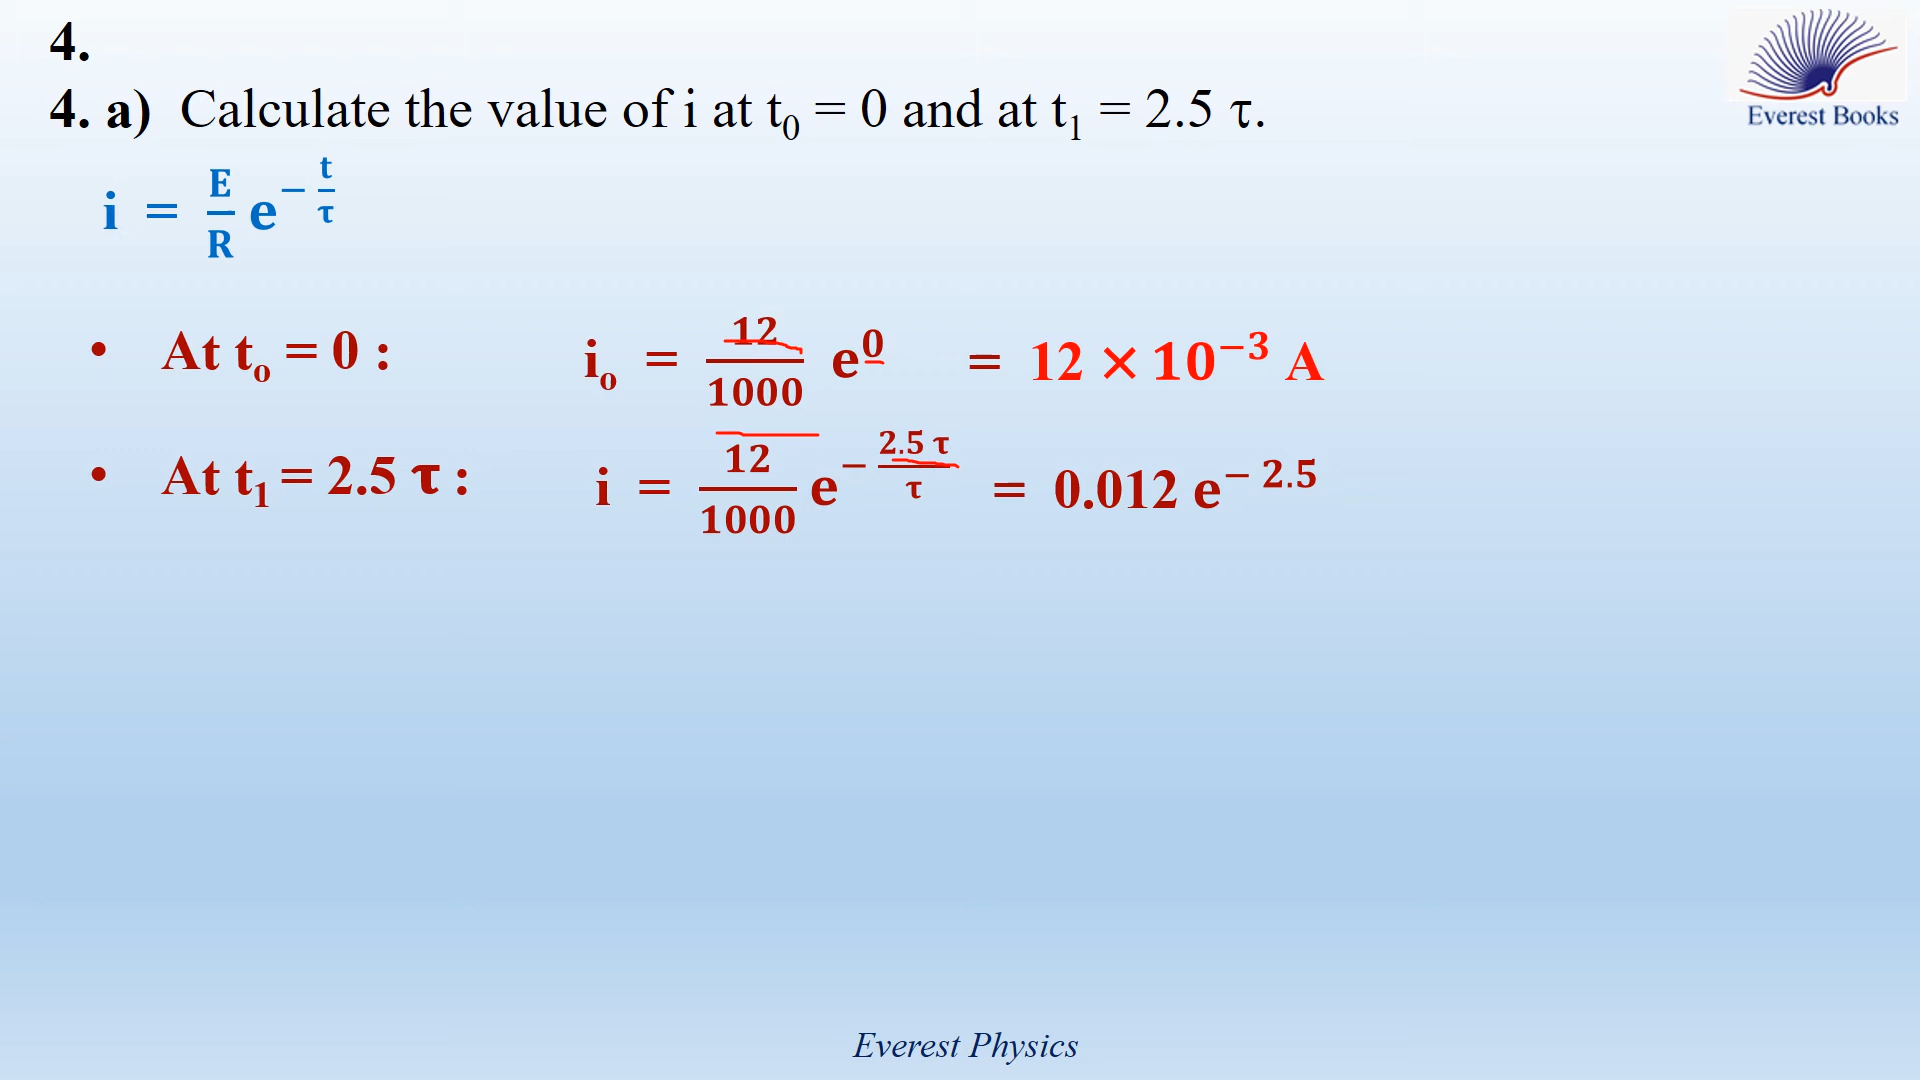 4.
Everest Books
4. a) Calculate the value of i at t₀ = 0 and at t₁ = 2.5 τ.
i = E/R e^(− t/τ)
• At tₒ = 0 : iₒ = 12/1000 e⁰ = 12 × 10⁻³ A
• At t₁ = 2.5 τ : i = 12/1000 e^(− 2.5 τ/τ) = 0.012 e^(− 2.5)
Everest Physics